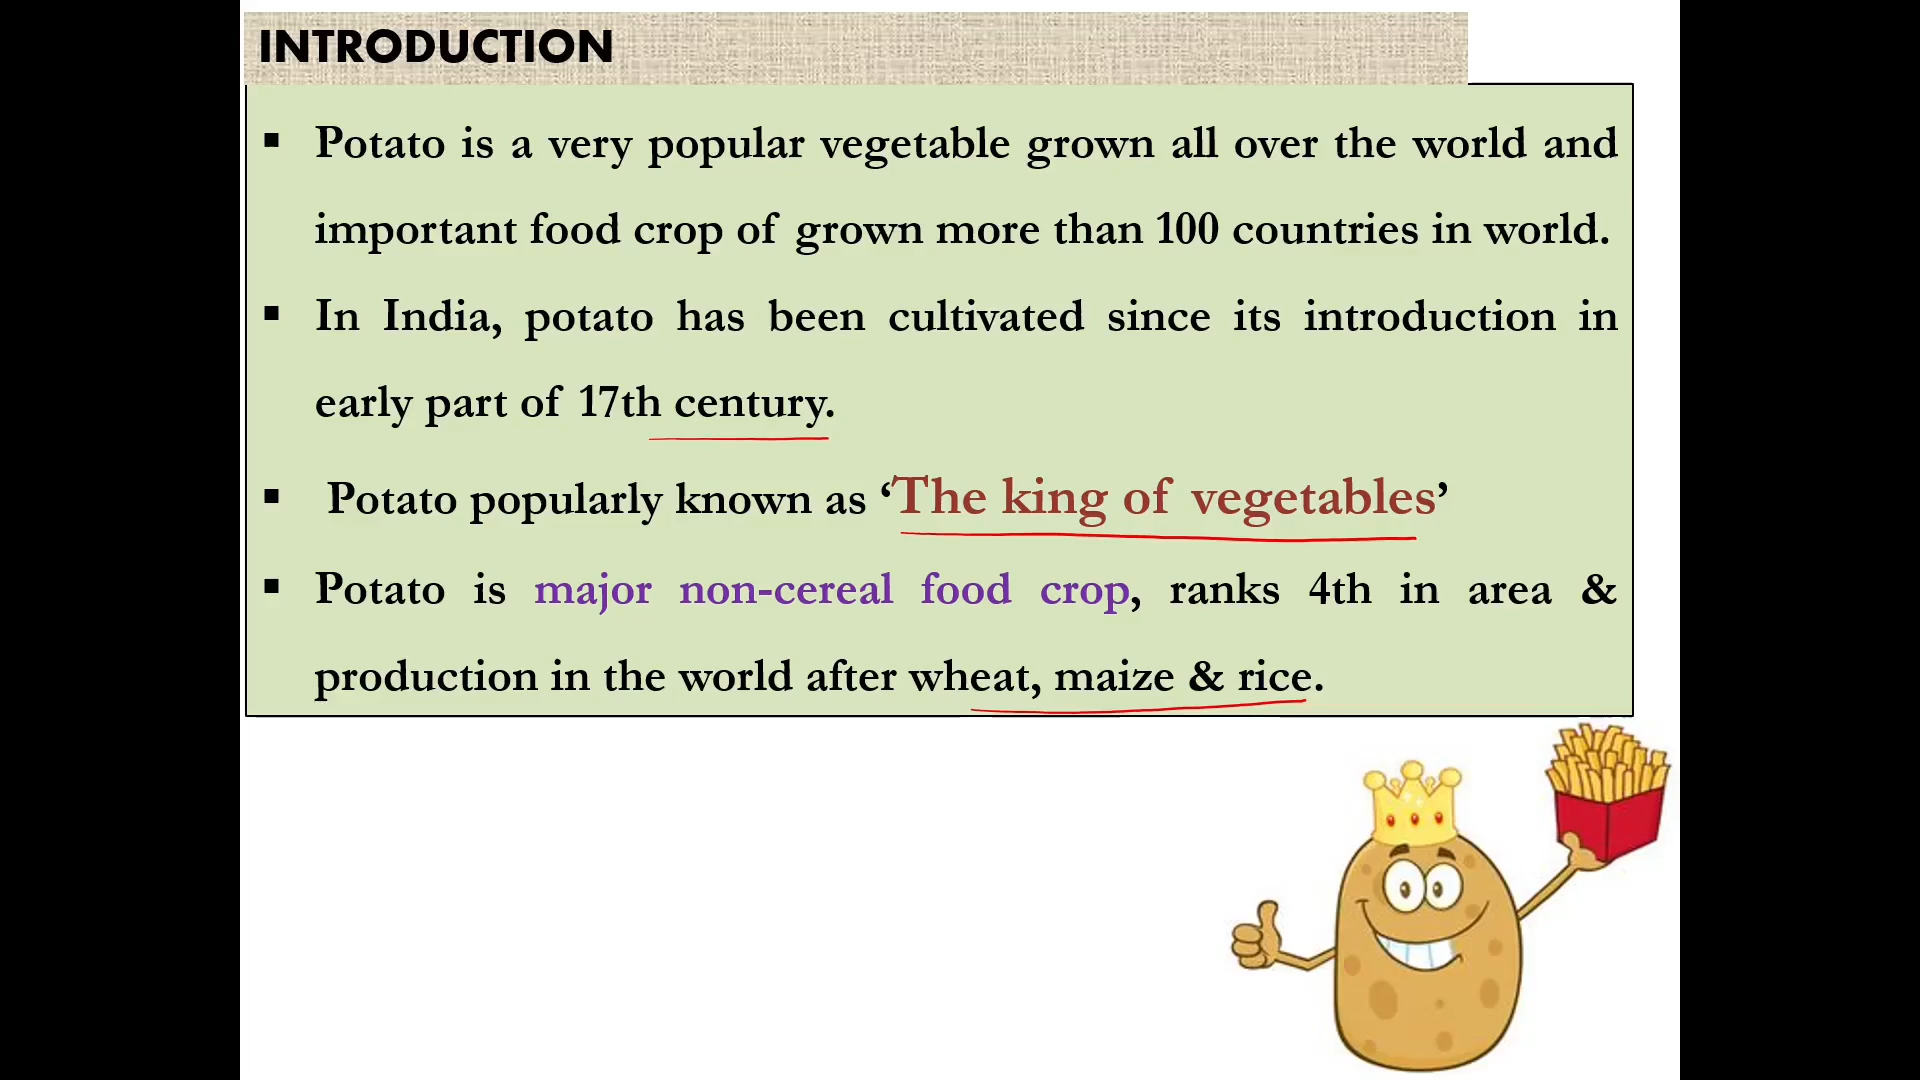 INTRODUCTION
▪ Potato is a very popular vegetable grown all over the world and
important food crop of grown more than 100 countries in world.
▪ In India, potato has been cultivated since its introduction in
early part of 17th century.
▪ Potato popularly known as ‘The king of vegetables’
▪ Potato is major non-cereal food crop, ranks 4th in area &
production in the world after wheat, maize & rice.